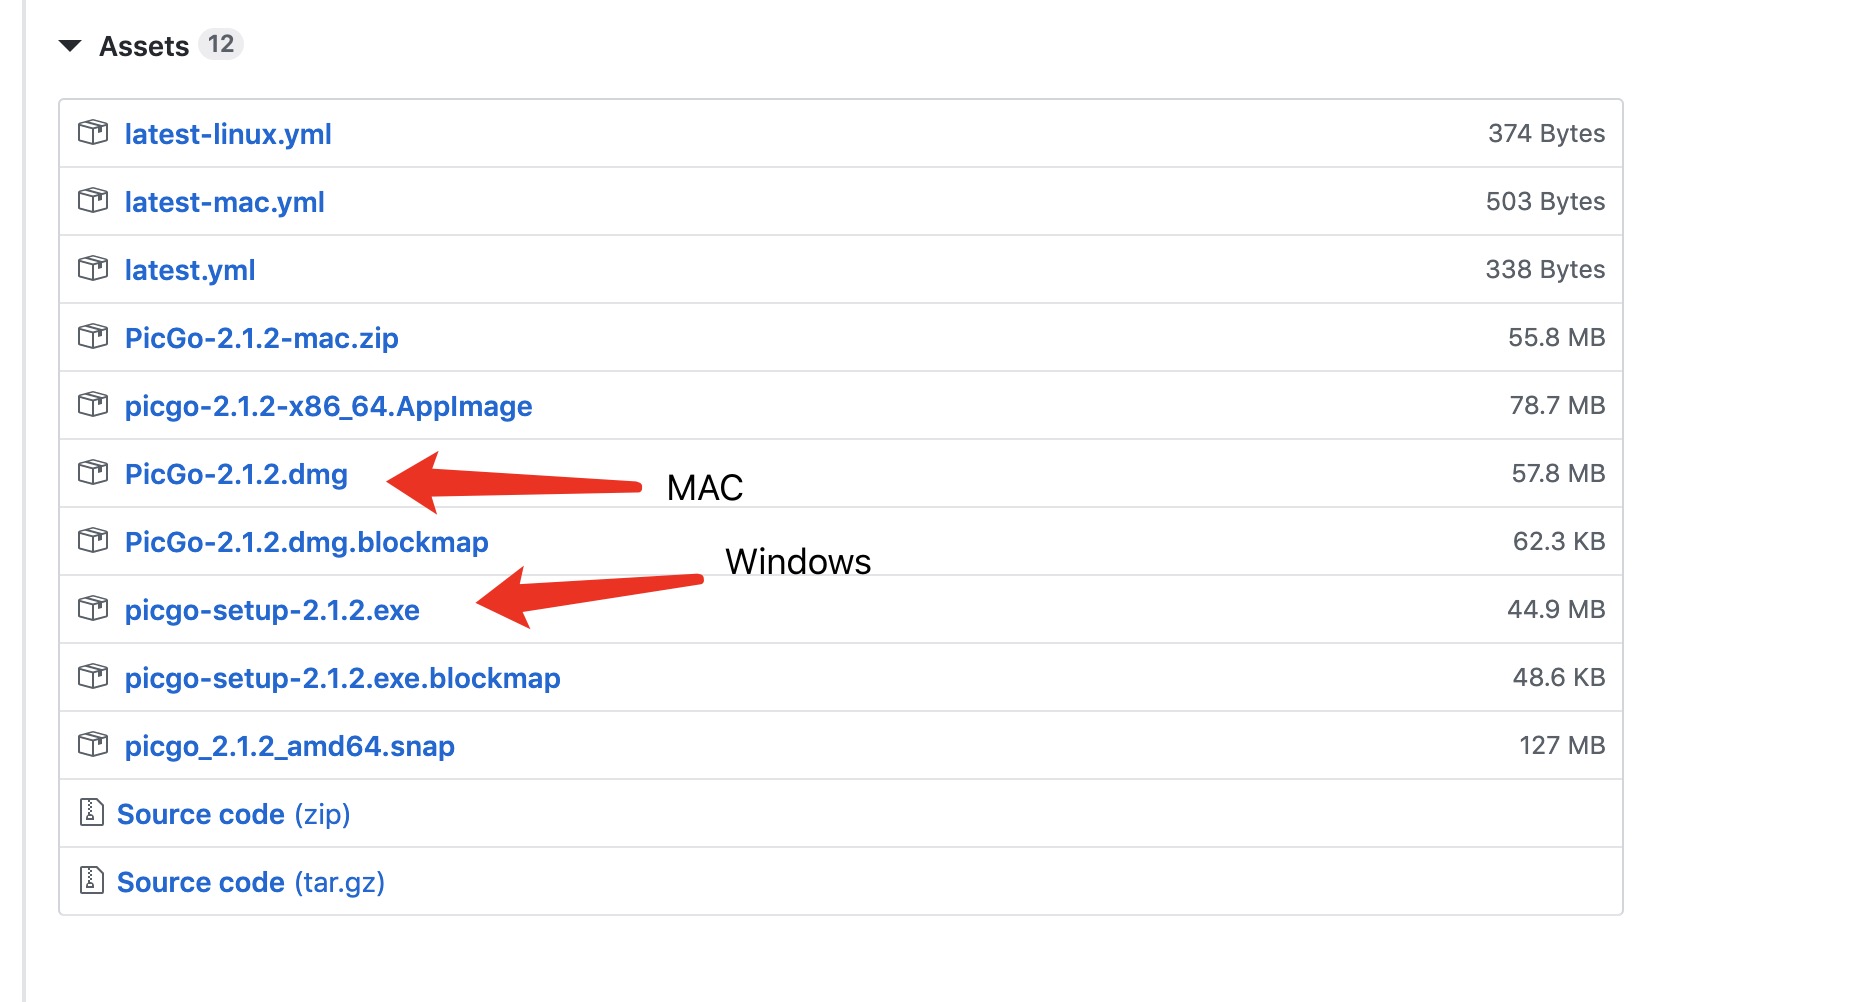 Assets 12
latest-linux.yml 374 Bytes
latest-mac.yml 503 Bytes
latest.yml 338 Bytes
PicGo-2.1.2-mac.zip 55.8 MB
picgo-2.1.2-x86_64.AppImage 78.7 MB
PicGo-2.1.2.dmg MAC 57.8 MB
PicGo-2.1.2.dmg.blockmap 62.3 KB
Windows
picgo-setup-2.1.2.exe 44.9 MB
picgo-setup-2.1.2.exe.blockmap 48.6 KB
picgo_2.1.2_amd64.snap 127 MB
Source code (zip)
Source code (tar.gz)